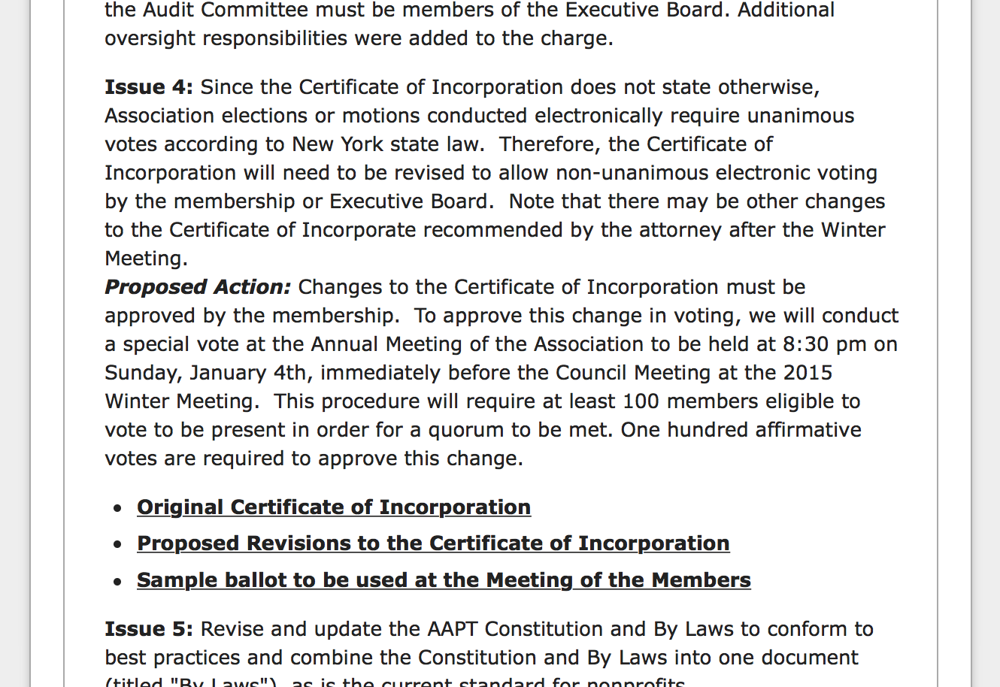 the Audit Committee must be members of the Executive Board. Additional
oversight responsibilities were added to the charge.
Issue 4: Since the Certificate of Incorporation does not state otherwise,
Association elections or motions conducted electronically require unanimous
votes according to New York state law.  Therefore, the Certificate of
Incorporation will need to be revised to allow non-unanimous electronic voting
by the membership or Executive Board.  Note that there may be other changes
to the Certificate of Incorporate recommended by the attorney after the Winter
Meeting.
Proposed Action: Changes to the Certificate of Incorporation must be
approved by the membership.  To approve this change in voting, we will conduct
a special vote at the Annual Meeting of the Association to be held at 8:30 pm on
Sunday, January 4th, immediately before the Council Meeting at the 2015
Winter Meeting.  This procedure will require at least 100 members eligible to
vote to be present in order for a quorum to be met. One hundred affirmative
votes are required to approve this change.
• Original Certificate of Incorporation
• Proposed Revisions to the Certificate of Incorporation
• Sample ballot to be used at the Meeting of the Members
Issue 5: Revise and update the AAPT Constitution and By Laws to conform to
best practices and combine the Constitution and By Laws into one document
(titled "By Laws"), as is the current standard for nonprofits.